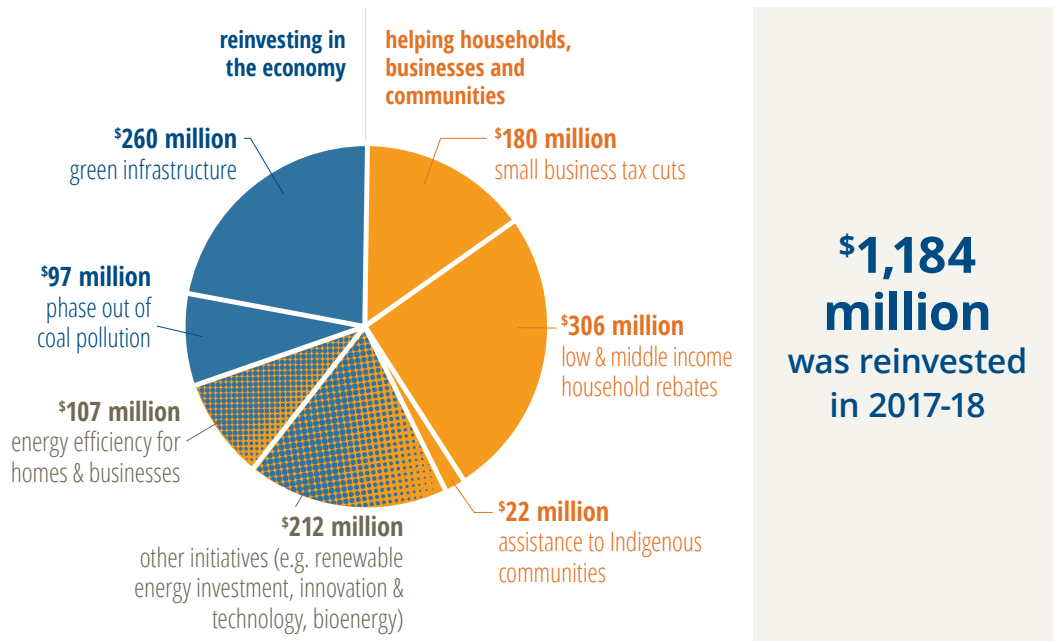 reinvesting in
the economy
helping households,
businesses and
communities
$260 million
green infrastructure
$180 million
small business tax cuts
$97 million
phase out of
coal pollution
$306 million
low & middle income
household rebates
$107 million
energy efficiency for
homes & businesses
$212 million
other initiatives (e.g. renewable
energy investment, innovation &
technology, bioenergy)
$22 million
assistance to Indigenous
communities
$1,184
million
was reinvested
in 2017-18